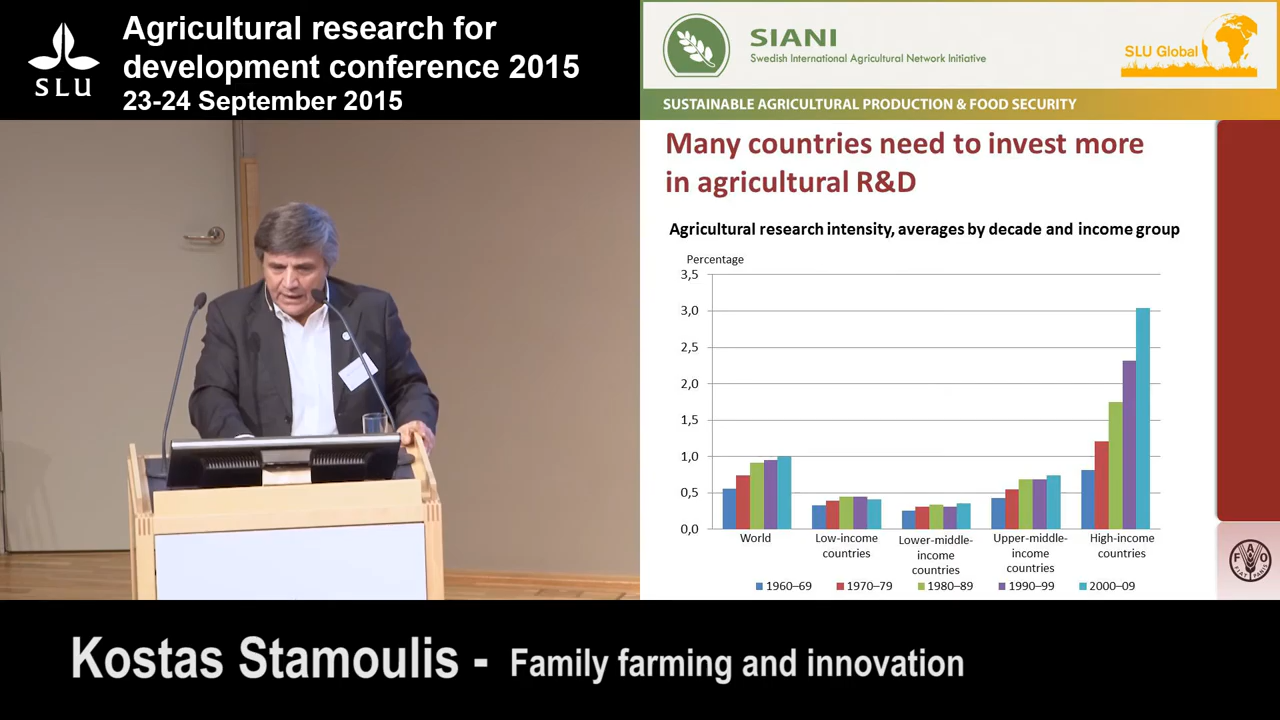 SLU
Agricultural research for
development conference 2015
23-24 September 2015
SIANI
Swedish International Agricultural Network Initiative
SLU Global
SUSTAINABLE AGRICULTURAL PRODUCTION & FOOD SECURITY
Many countries need to invest more
in agricultural R&D
Agricultural research intensity, averages by decade and income group
Percentage
3,5
3,0
2,5
2,0
1,5
1,0
0,5
0,0
World
Low-income
countries
Lower-middle-
income
countries
Upper-middle-
income
countries
High-income
countries
1960–69 1970–79 1980–89 1990–99 2000–09
F A O
FIAT PANIS
Kostas Stamoulis - Family farming and innovation